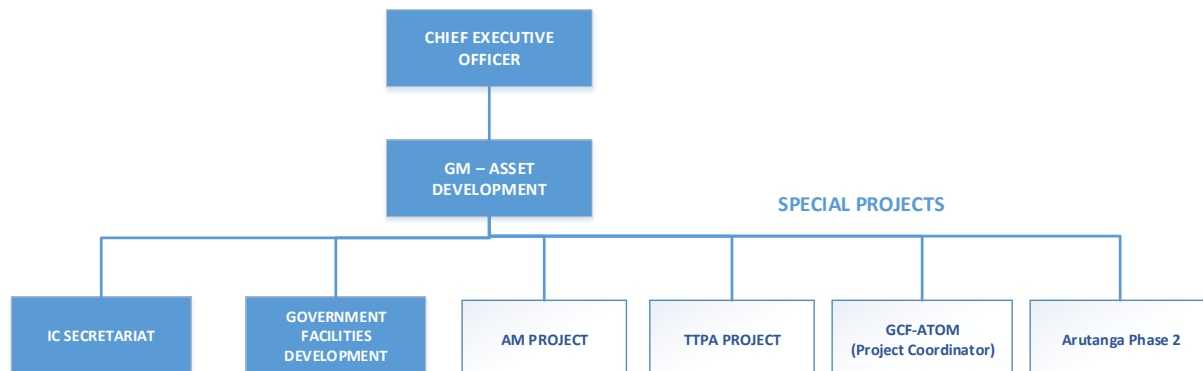 CHIEF EXECUTIVE
OFFICER
GM – ASSET
DEVELOPMENT
SPECIAL PROJECTS
IC SECRETARIAT
GOVERNMENT
FACILITIES
DEVELOPMENT
AM PROJECT
TTPA PROJECT
GCF-ATOM
(Project Coordinator)
Arutanga Phase 2